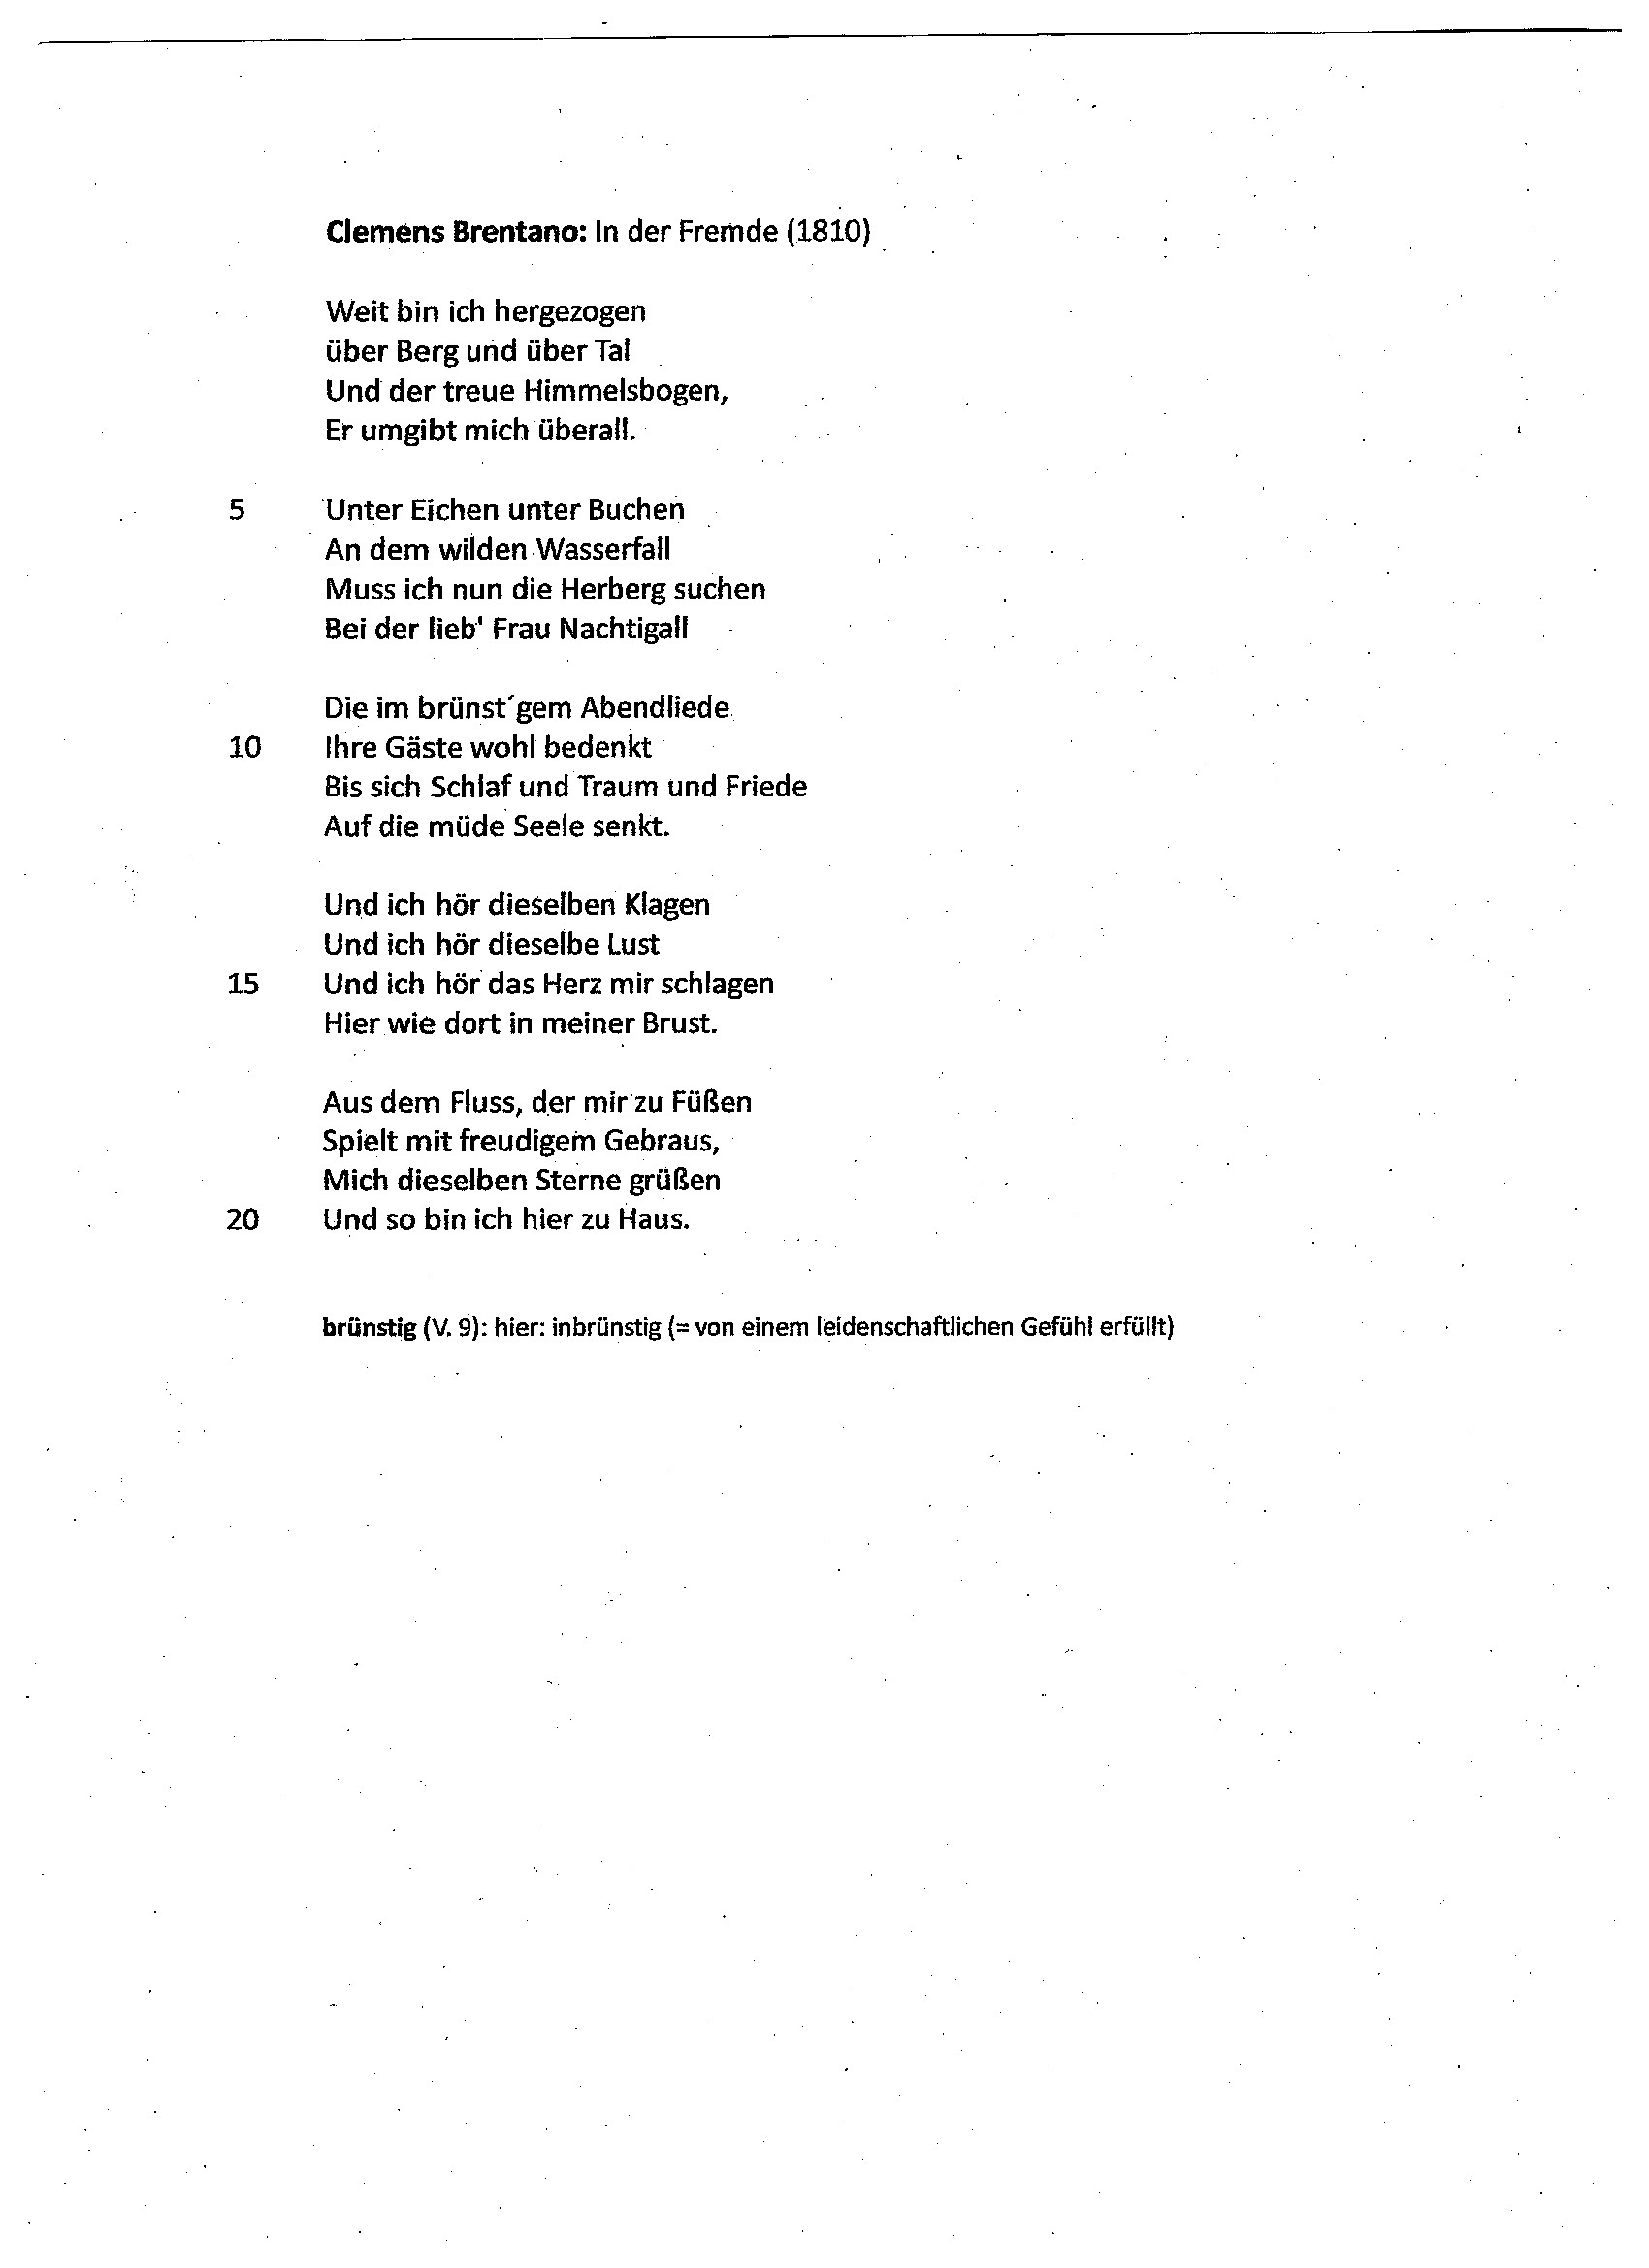 Clemens Brentano: In der Fremde (1810)
Weit bin ich hergezogen
über Berg und über Tal
Und der treue Himmelsbogen,
Er umgibt mich überall.
5 Unter Eichen unter Buchen
An dem wilden Wasserfall
Muss ich nun die Herberg suchen
Bei der lieb' Frau Nachtigall
Die im brünst´gem Abendliede
10 Ihre Gäste wohl bedenkt
Bis sich Schlaf und Traum und Friede
Auf die müde Seele senkt.
Und ich hör dieselben Klagen
Und ich hör dieselbe Lust
15 Und ich hör das Herz mir schlagen
Hier wie dort in meiner Brust.
Aus dem Fluss, der mir zu Füßen
Spielt mit freudigem Gebraus,
Mich dieselben Sterne grüßen
20 Und so bin ich hier zu Haus.
brünstig (V. 9): hier: inbrünstig (= von einem leidenschaftlichen Gefühl erfüllt)